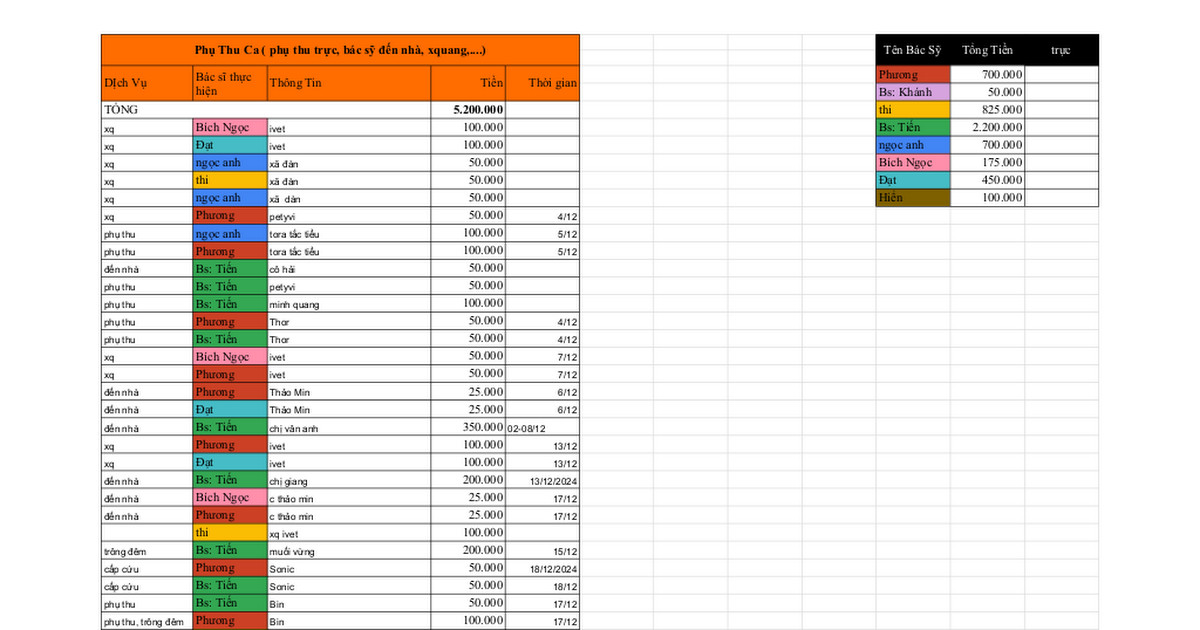 Phụ Thu Ca ( phụ thu trực, bác sỹ đến nhà, xquang,....)
Dịch Vụ Bác sĩ thực hiện Thông Tin Tiền Thời gian
TỔNG 5.200.000
xq Bích Ngọc ivet 100.000
xq Đạt ivet 100.000
xq ngọc anh xã đàn 50.000
xq thi xã đàn 50.000
xq ngọc anh xã dàn 50.000
xq Phương petyvi 50.000 4/12
phụ thu ngọc anh tora tắc tiểu 100.000 5/12
phụ thu Phương tora tắc tiểu 100.000 5/12
đến nhà Bs: Tiến cô hải 50.000
phụ thu Bs: Tiến petyvi 50.000
phụ thu Bs: Tiến minh quang 100.000
phụ thu Phương Thor 50.000 4/12
phụ thu Bs: Tiến Thor 50.000 4/12
xq Bích Ngọc ivet 50.000 7/12
xq Phương ivet 50.000 7/12
đến nhà Phương Thảo Min 25.000 6/12
đến nhà Đạt Thảo Min 25.000 6/12
đến nhà Bs: Tiến chị vân anh 350.000 02-08/12
xq Phương ivet 100.000 13/12
xq Đạt ivet 100.000 13/12
đến nhà Bs: Tiến chị giang 200.000 13/12/2024
đến nhà Bích Ngọc c thảo min 25.000 17/12
đến nhà Phương c thảo min 25.000 17/12
thi xq ivet 100.000
trông đêm Bs: Tiến muối vừng 200.000 15/12
cấp cứu Phương Sonic 50.000 18/12/2024
cấp cứu Bs: Tiến Sonic 50.000 18/12
phụ thu Bs: Tiến Bin 50.000 17/12
phụ thu, trông đêm Phương Bin 100.000 17/12
Tên Bác Sỹ Tổng Tiền trực
Phương 700.000
Bs: Khánh 50.000
thi 825.000
Bs: Tiến 2.200.000
ngọc anh 700.000
Bích Ngọc 175.000
Đạt 450.000
Hiền 100.000